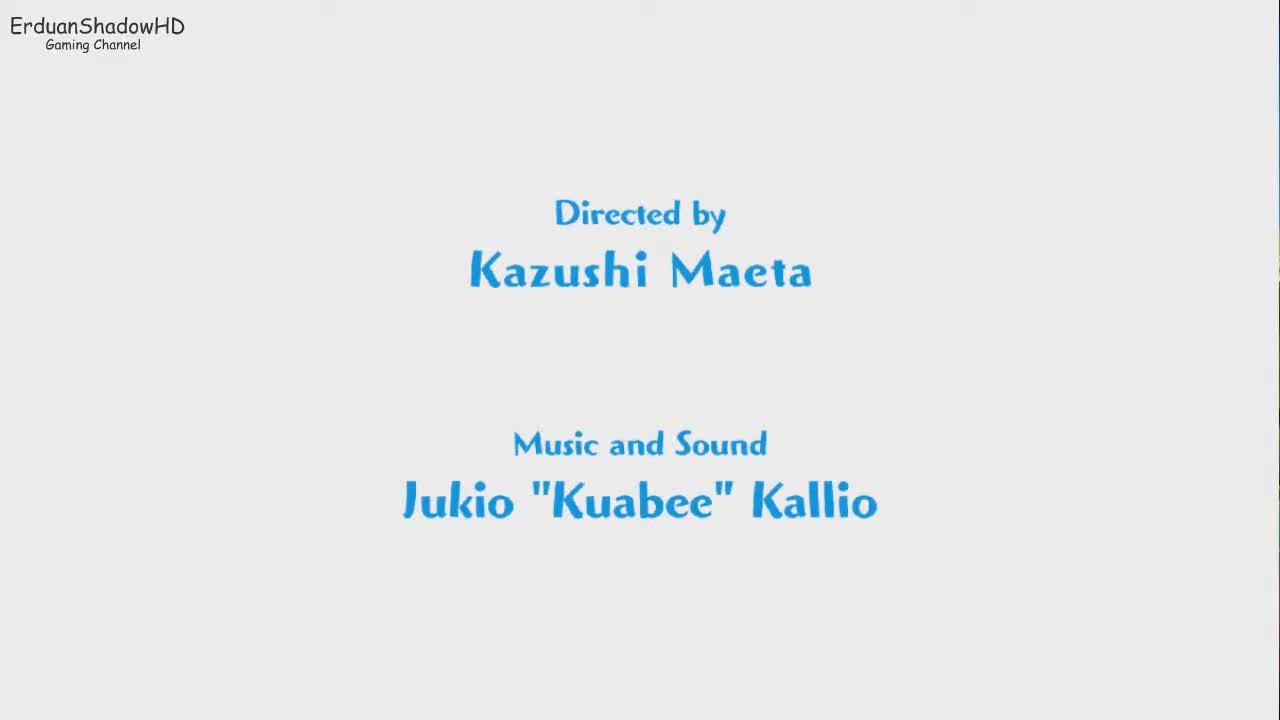 ErduanShadowHD
Gaming Channel
Directed by
Kazushi Maeta
Music and Sound
Jukio "Kuabee" Kallio